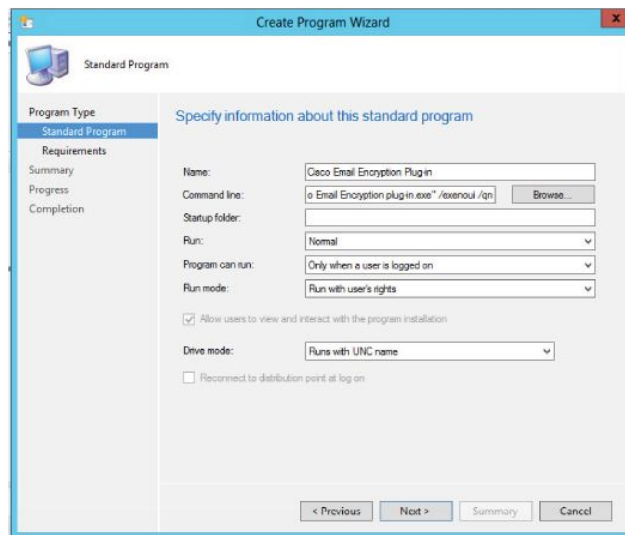 Create Program Wizard
x
Standard Program
Program Type
Standard Program
Requirements
Summary
Progress
Completion
Specify information about this standard program
Name: Cisco Email Encryption Plug-in
Command line: o Email Encryption plug-in.exe" /exenoui /qn Browse...
Startup folder:
Run: Normal
Program can run: Only when a user is logged on
Run mode: Run with user's rights
Allow users to view and interact with the program installation
Drive mode: Runs with UNC name
Reconnect to distribution point at log on
< Previous Next > Summary Cancel